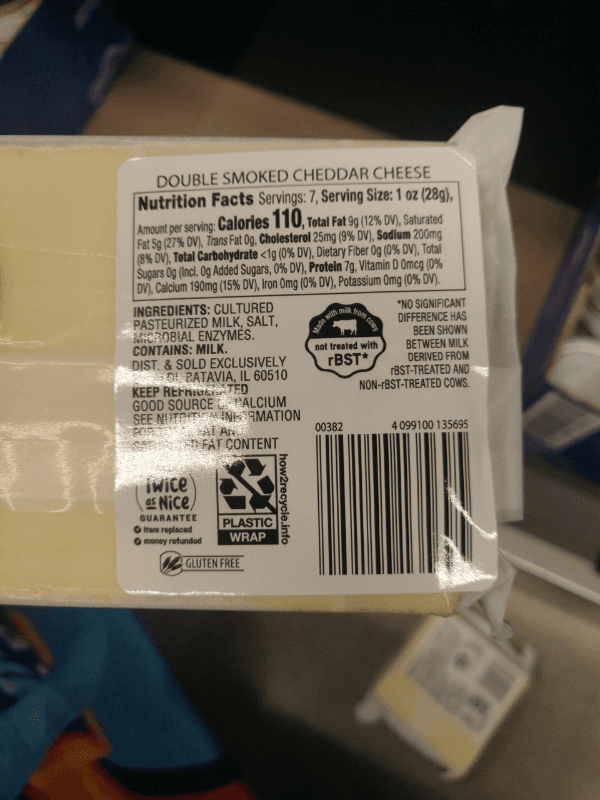 DOUBLE SMOKED CHEDDAR CHEESE
Nutrition Facts Servings: 7, Serving Size: 1 oz (28g),
Amount per serving: Calories 110, Total Fat 9g (12% DV), Saturated
Fat 5g (27% DV), Trans Fat 0g, Cholesterol 25mg (9% DV), Sodium 200mg
(8% DV), Total Carbohydrate <1g (0% DV), Dietary Fiber 0g (0% DV), Total
Sugars 0g (Incl. 0g Added Sugars, 0% DV), Protein 7g, Vitamin D 0mcg (0%
DV), Calcium 190mg (15% DV), Iron 0mg (0% DV), Potassium 0mg (0% DV).
INGREDIENTS: CULTURED
PASTEURIZED MILK, SALT,
MICROBIAL ENZYMES.
CONTAINS: MILK.
DIST. & SOLD EXCLUSIVELY
BATAVIA, IL 60510
KEEP REFRIGERATED
GOOD SOURCE OF CALCIUM
SEE NUTRITION INFORMATION
FAT CONTENT
Made with milk from cows
not treated with
rBST*
*NO SIGNIFICANT
DIFFERENCE HAS
BEEN SHOWN
BETWEEN MILK
DERIVED FROM
rBST-TREATED AND
NON-rBST-TREATED COWS.
00382
4 099100 135695
TWICE
as Nice
GUARANTEE
item replaced
money refunded
how2recycle.info
PLASTIC
WRAP
GLUTEN FREE